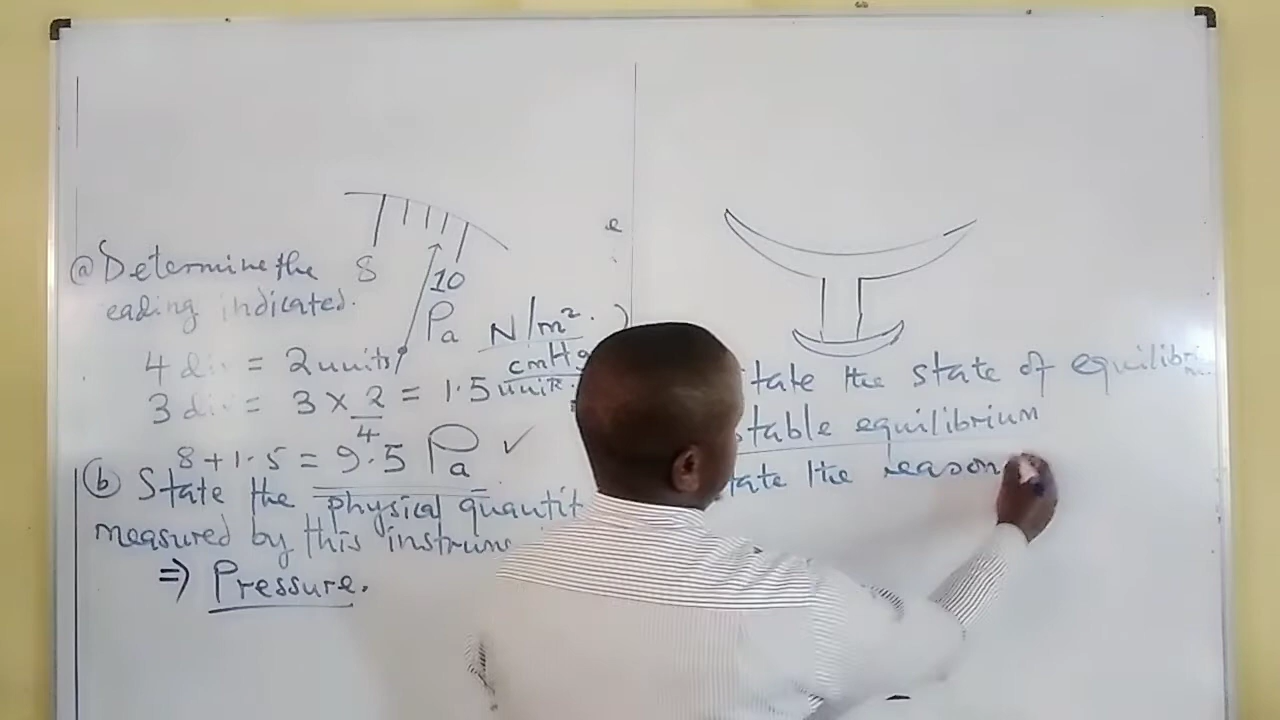 ⓐ Determine the
eading indicated.
8
10
Pa
N/m².
cmHg
4 div = 2 units
3 div = 3 × 2/4 = 1.5 units
8 + 1.5 = 9.5 Pa ✓
ⓑ State the physical quantit
measured by this instrum
⇒ Pressure.
tate the state of equilibri
stable equilibrium
tate the reason